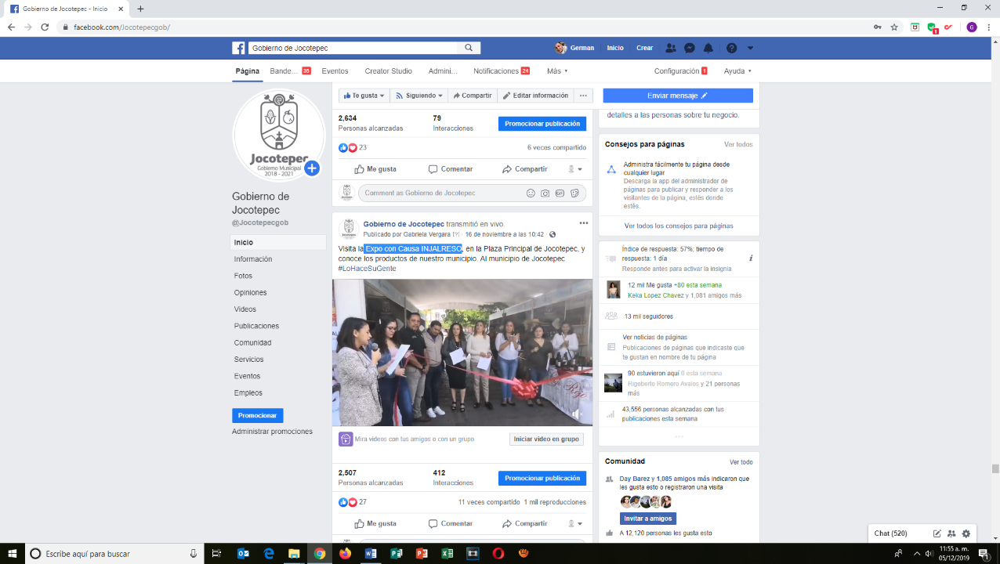 Gobierno de Jocotepec - Inicio
facebook.com/Jocotepecgob/
G
Gobierno de Jocotepec
German
Inicio
Crear
Página
Bande... 36
Eventos
Creator Studio
Admini...
Notificaciones 24
Más
Configuración 1
Ayuda
Jocotepec
Gobierno Municipal
2018 - 2021
Gobierno de
Jocotepec
@Jocotepecgob
Inicio
Información
Fotos
Opiniones
Videos
Publicaciones
Comunidad
Servicios
Eventos
Empleos
Promocionar
Administrar promociones
Te gusta
Siguiendo
Compartir
Editar información
2,634
Personas alcanzadas
79
Interacciones
Promocionar publicación
23
6 veces compartido
Me gusta
Comentar
Compartir
Comment as Gobierno de Jocotepec
Gobierno de Jocotepec transmitió en vivo.
Publicado por Gabriela Vergara [?] · 16 de noviembre a las 10:42 ·
Visita la Expo con Causa INJALRESO, en la Plaza Principal de Jocotepec, y
conoce los productos de nuestro municipio. Al municipio de Jocotepec
#LoHaceSuGente
Mira videos con tus amigos o con un grupo
Iniciar video en grupo
2,507
Personas alcanzadas
412
Interacciones
Promocionar publicación
27
11 veces compartido 1 mil reproducciones
Me gusta
Comentar
Compartir
Enviar mensaje
detalles a las personas sobre tu negocio.
Consejos para páginas
Ver todos
Administra fácilmente tu página desde
cualquier lugar
Descarga la app del administrador de
páginas para publicar y responder a los
visitantes de la página, estés donde
estés.
Ver todos los consejos para páginas
Índice de respuesta: 57%; tiempo de
respuesta: 1 día
Responde antes para activar la insignia
12 mil Me gusta +80 esta semana
Keka Lopez Chavez y 1,081 amigos más
13 mil seguidores
Ver noticias de páginas
Publicaciones de páginas que indicaste que
te gustan en nombre de tu página
90 estuvieron aquí 0 esta semana
Rigoberto Romero Avalos y 21 personas
más
43,556 personas alcanzadas con tus
publicaciones esta semana
Comunidad
Ver todo
Day Barez y 1,085 amigos más indicaron que
les gusta esto o registraron una visita
Invitar a amigos
A 12,120 personas les gusta esto
Chat (520)
Escribe aquí para buscar
11:55 a. m.
05/12/2019